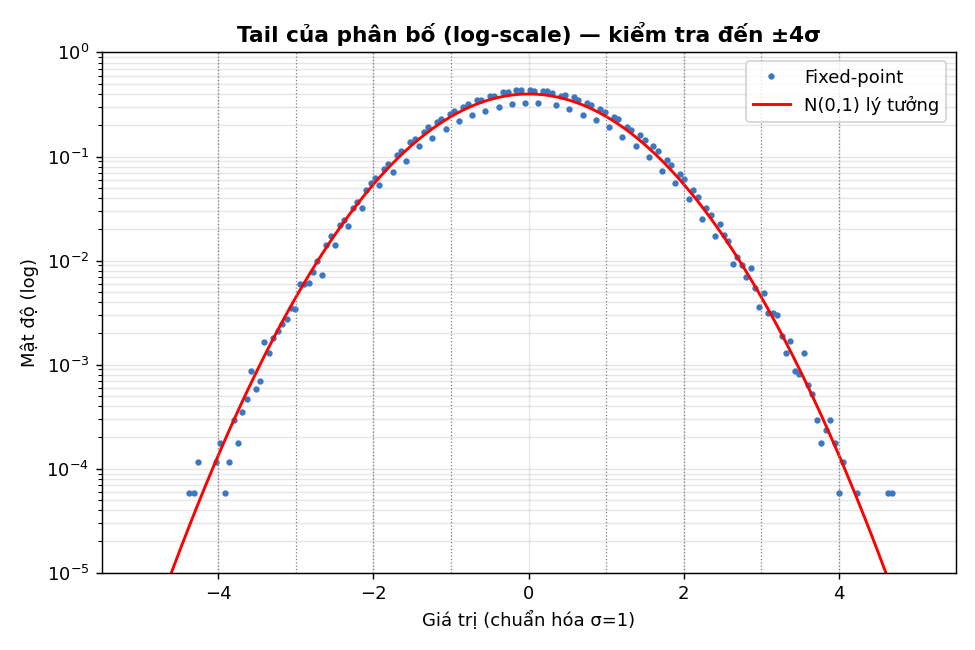 Tail của phân bố (log-scale) — kiểm tra đến ±4σ
Fixed-point
N(0,1) lý tưởng
Mật độ (log)
10⁰
10⁻¹
10⁻²
10⁻³
10⁻⁴
10⁻⁵
−4
−2
0
2
4
Giá trị (chuẩn hóa σ=1)